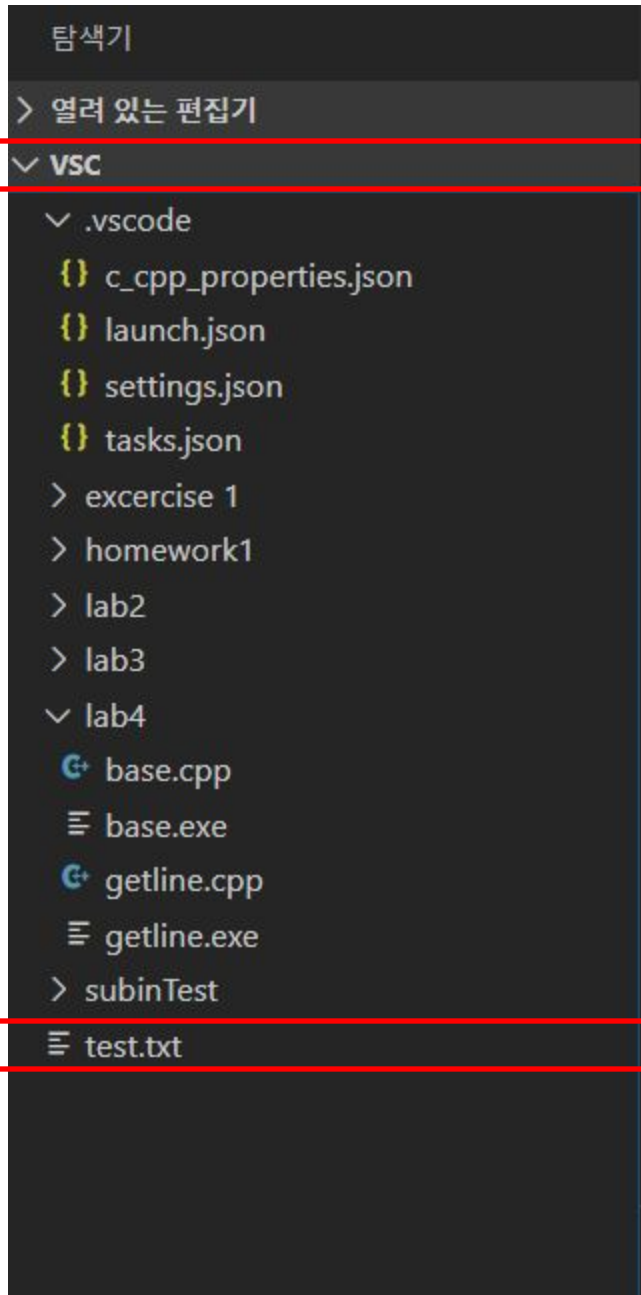 탐색기
열려 있는 편집기
VSC
.vscode
c_cpp_properties.json
launch.json
settings.json
tasks.json
excercise 1
homework1
lab2
lab3
lab4
base.cpp
base.exe
getline.cpp
getline.exe
subinTest
test.txt